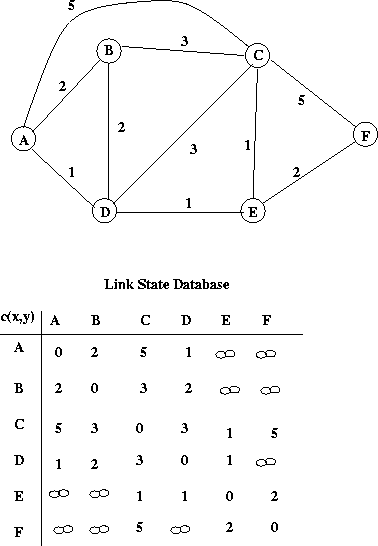 5
B
3
C
2
5
A
2
F
3
1
1
2
D
1
E
Link State Database
c(x,y) A B C D E F
A 0 2 5 1 ∞ ∞
B 2 0 3 2 ∞ ∞
C 5 3 0 3 1 5
D 1 2 3 0 1 ∞
E ∞ ∞ 1 1 0 2
F ∞ ∞ 5 ∞ 2 0